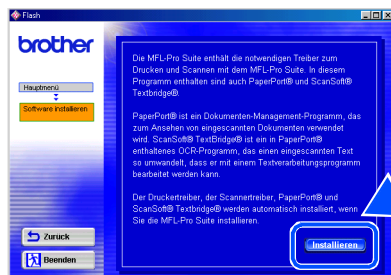 Flash
brother
Hauptmenü
Software installieren
Die MFL-Pro Suite enthält die notwendigen Treiber zum
Drucken und Scannen mit dem MFL-Pro Suite. In diesem
Programm enthalten sind auch PaperPort® und ScanSoft®
Textbridge®.
PaperPort® ist ein Dokumenten-Management-Programm, das
zum Ansehen von eingescannten Dokumenten verwendet
wird. ScanSoft® TextBridge® ist ein in PaperPort®
enthaltenes OCR-Programm, das einen eingescannten Text
so umwandelt, dass er mit einem Textverarbeitungsprogramm
bearbeitet werden kann.
Der Druckertreiber, der Scannertreiber, PaperPort® und
ScanSoft® Textbridge® werden automatisch installiert, wenn
Sie die MFL-Pro Suite installieren.
Installieren
Zurück
Beenden